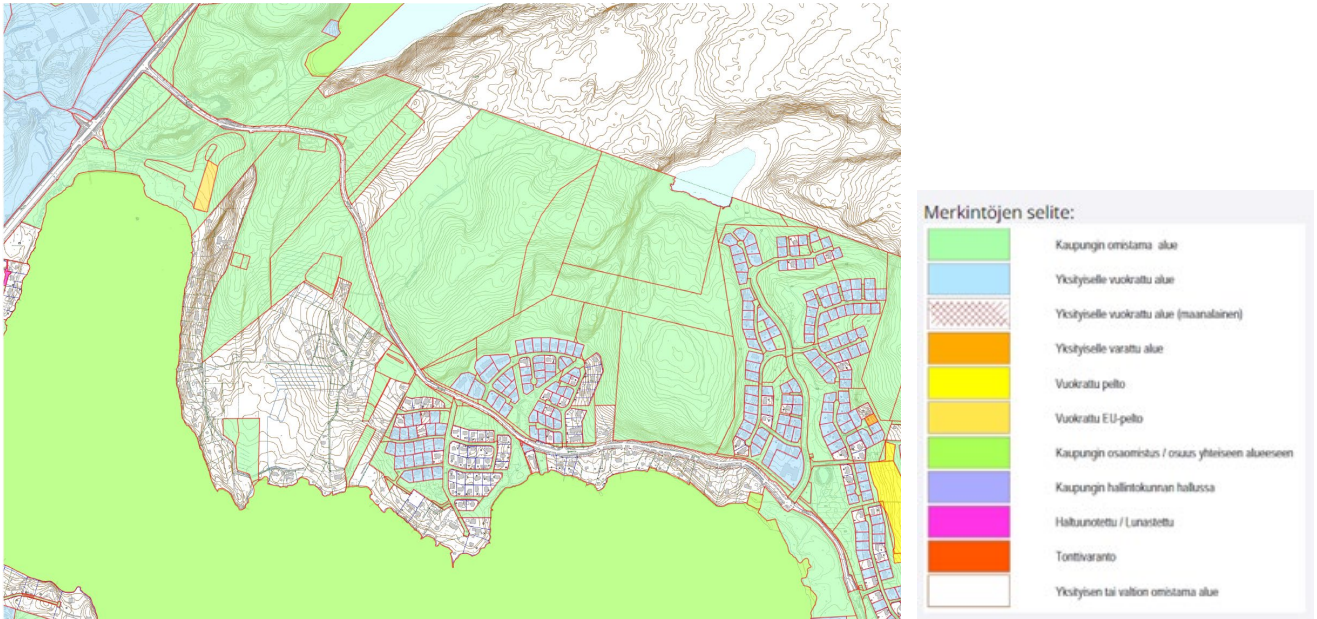 Merkintöjen selite:
Kaupungin omistama alue
Yksityiselle vuokrattu alue
Yksityiselle vuokrattu alue (maanalainen)
Yksityiselle varattu alue
Vuokrattu pelto
Vuokrattu EU-pelto
Kaupungin osaomistus / osuus yhteiseen alueeseen
Kaupungin hallintokunnan hallussa
Haltuunotettu / Lunastettu
Tonttivaranto
Yksityisen tai valtion omistama alue